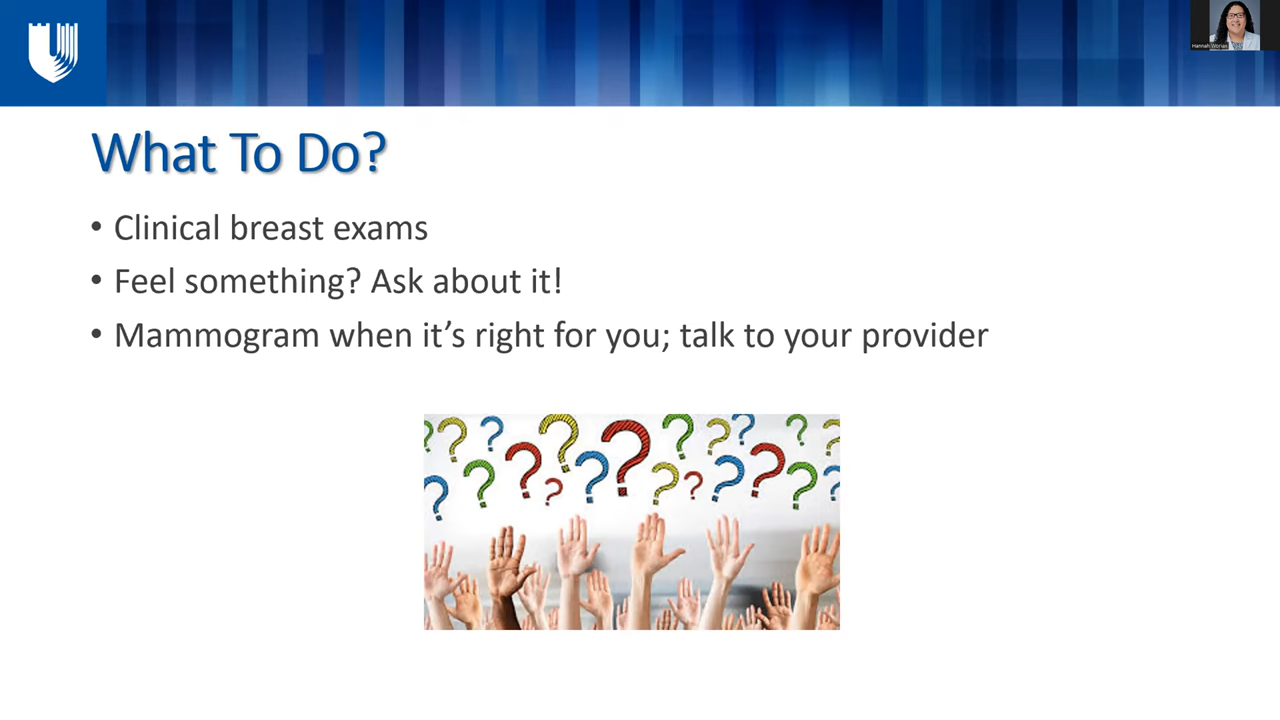 What To Do?
• Clinical breast exams
• Feel something? Ask about it!
• Mammogram when it's right for you; talk to your provider
Hannah